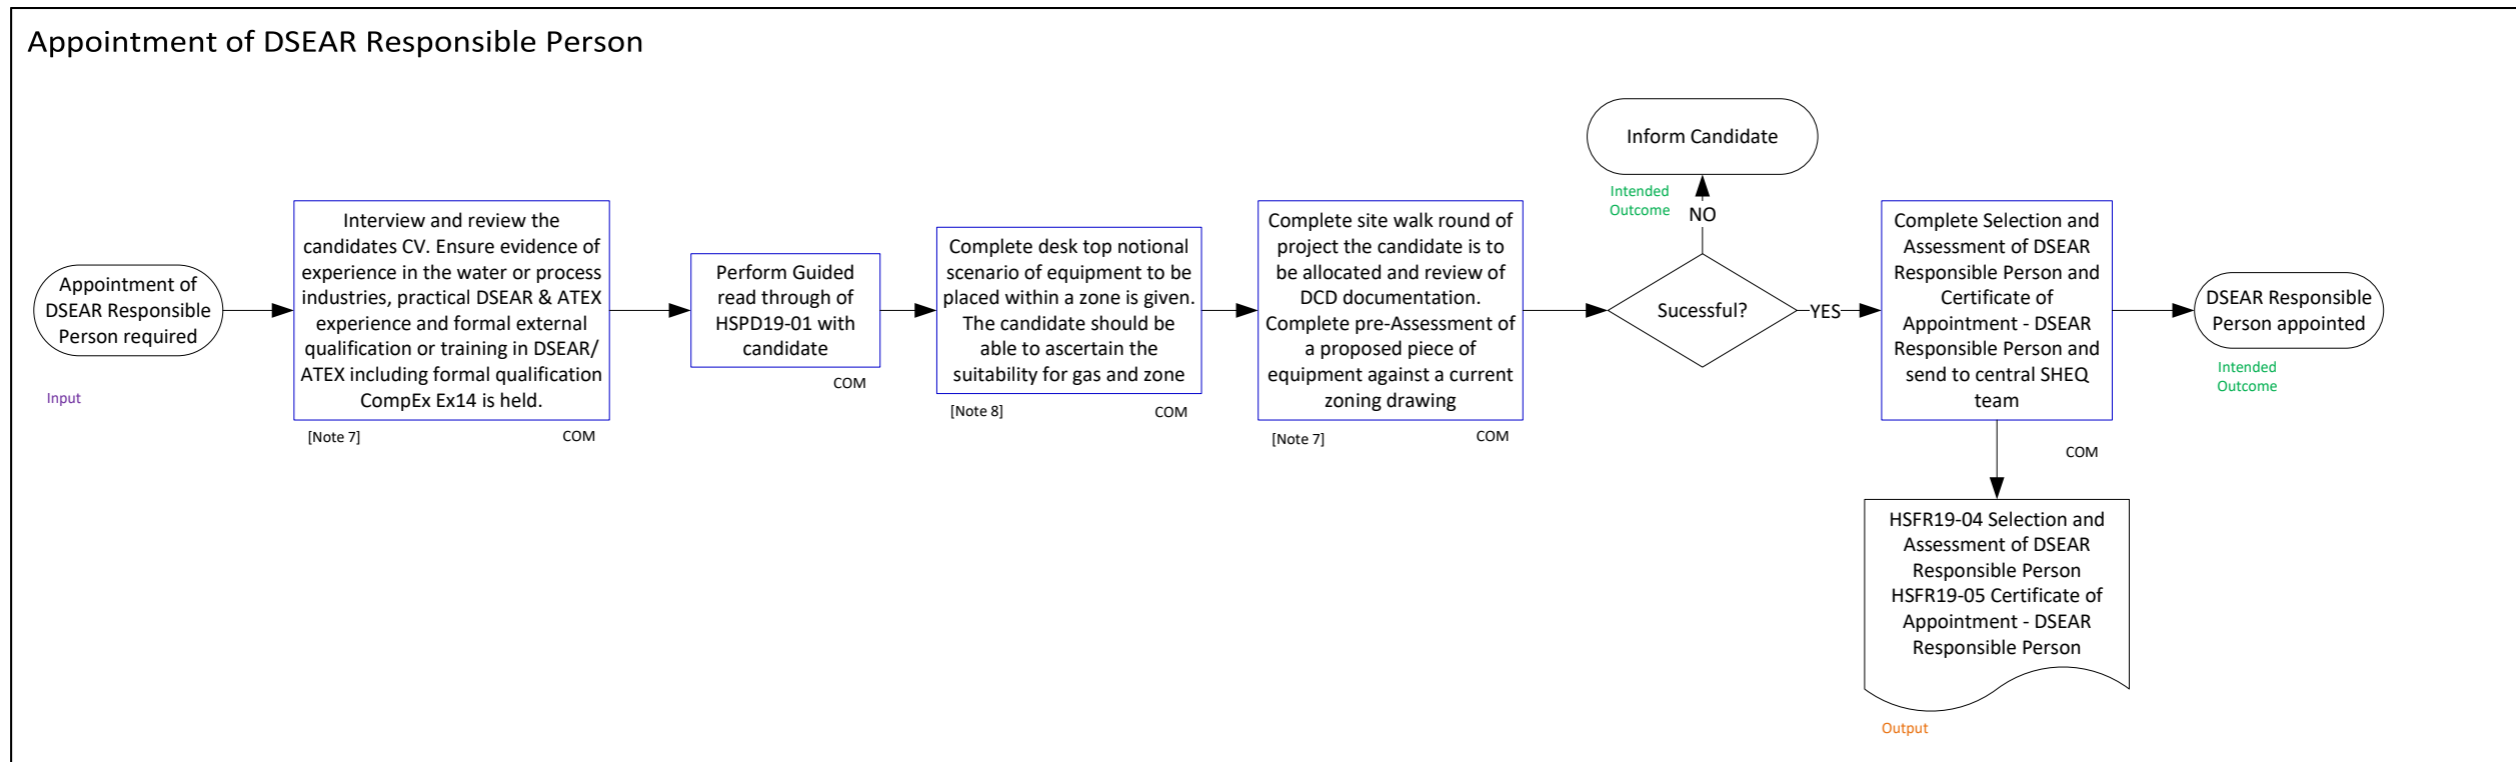 Appointment of DSEAR Responsible Person
Appointment of
DSEAR Responsible
Person required
Input
Interview and review the
candidates CV. Ensure evidence of
experience in the water or process
industries, practical DSEAR & ATEX
experience and formal external
qualification or training in DSEAR/
ATEX including formal qualification
CompEx Ex14 is held.
[Note 7]
COM
Perform Guided
read through of
HSPD19-01 with
candidate
COM
Complete desk top notional
scenario of equipment to be
placed within a zone is given.
The candidate should be
able to ascertain the
suitability for gas and zone
[Note 8]
COM
Complete site walk round of
project the candidate is to
be allocated and review of
DCD documentation.
Complete pre-Assessment of
a proposed piece of
equipment against a current
zoning drawing
[Note 7]
COM
Inform Candidate
Intended
Outcome
NO
Sucessful?
YES
Complete Selection and
Assessment of DSEAR
Responsible Person and
Certificate of
Appointment - DSEAR
Responsible Person and
send to central SHEQ
team
COM
DSEAR Responsible
Person appointed
Intended
Outcome
HSFR19-04 Selection and
Assessment of DSEAR
Responsible Person
HSFR19-05 Certificate of
Appointment - DSEAR
Responsible Person
Output